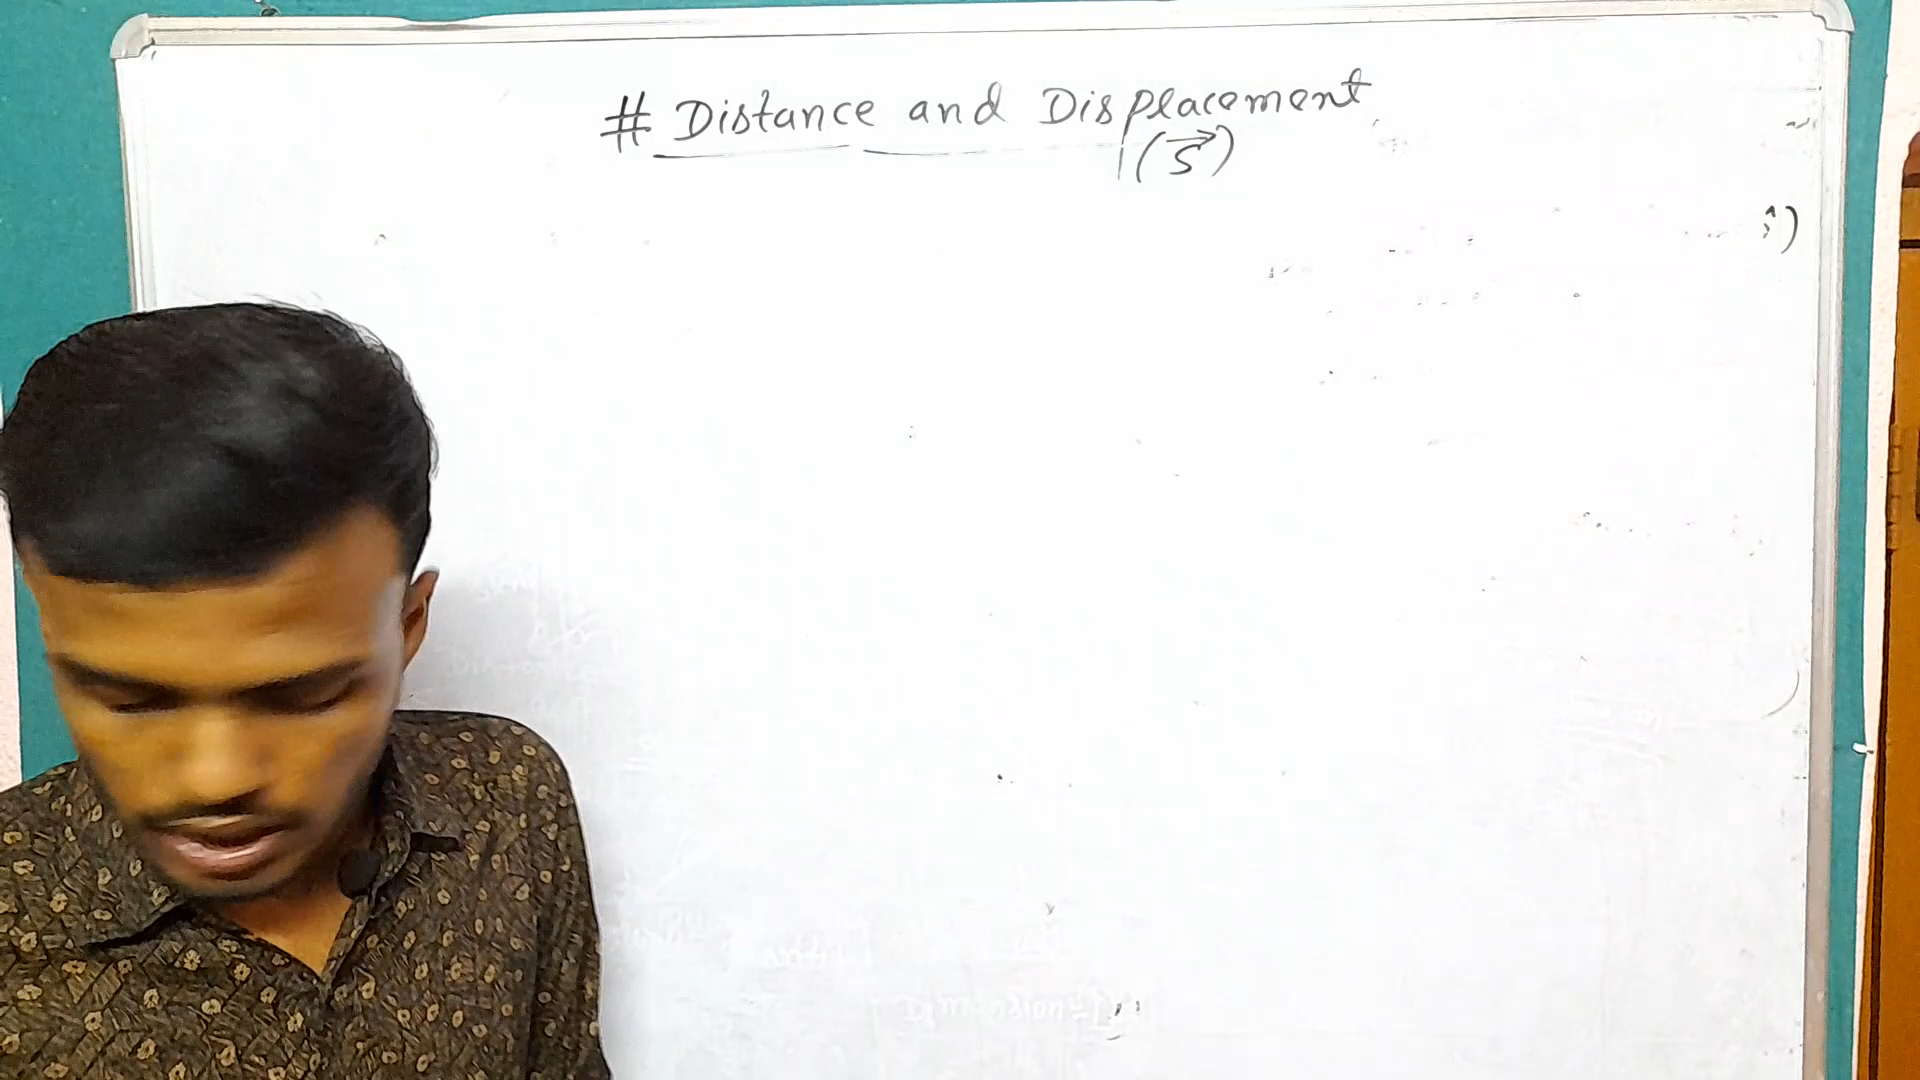 # Distance and Displacement
(S⃗)